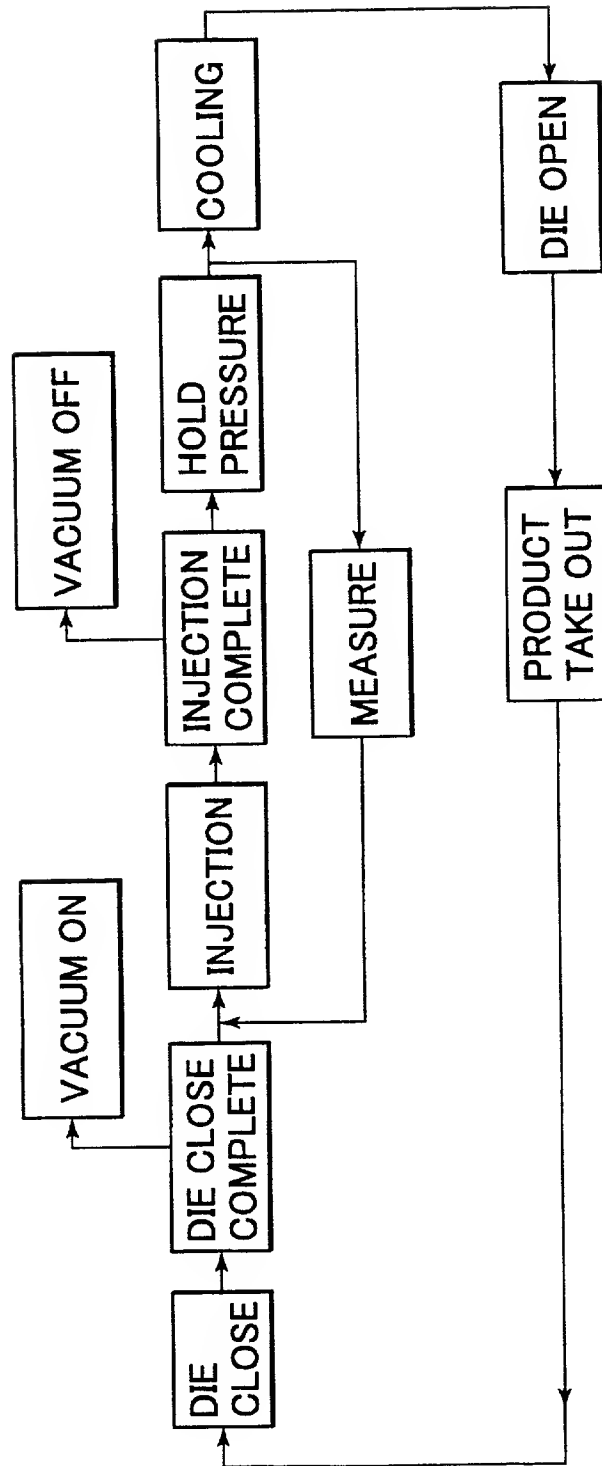 VACUUM ON
VACUUM OFF
DIE
CLOSE
DIE CLOSE
COMPLETE
INJECTION
INJECTION
COMPLETE
HOLD
PRESSURE
COOLING
MEASURE
PRODUCT
TAKE OUT
DIE OPEN